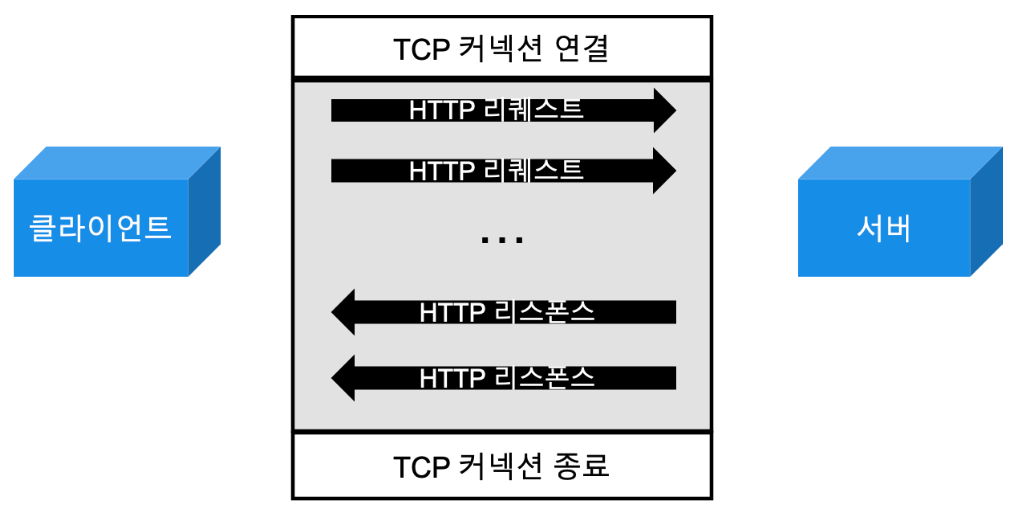 TCP 커넥션 연결
HTTP 리퀘스트
HTTP 리퀘스트
클라이언트
...
서버
HTTP 리스폰스
HTTP 리스폰스
TCP 커넥션 종료